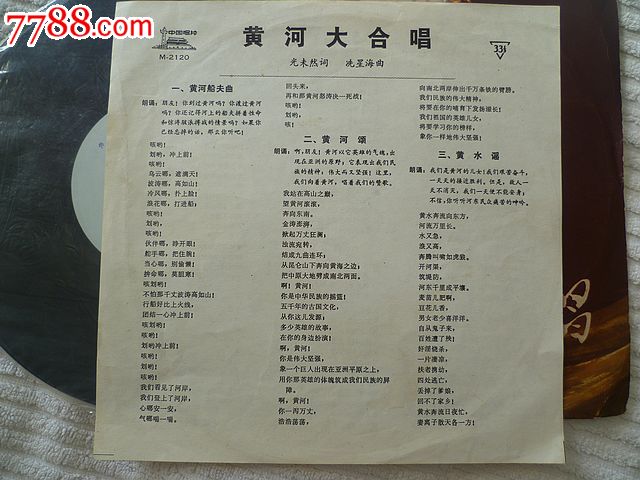 7788.com
中国唱片
M-2120
黄河大合唱
光未然词 冼星海曲
33⅓
一、黄河船夫曲
朗诵：朋友！你到过黄河吗？你渡过黄河
吗？你还记得河上的船夫拼着性命
和惊涛骇浪搏战的情景吗？如果你
已经忘掉的话，那么你听吧！
咳哟！
划哟，冲上前！
咳哟！
乌云哪，遮满天！
波涛哪，高如山！
冷风哪，扑上脸！
浪花哪，打进船！
咳哟！
划哟，
咳哟！
伙伴哪，睁开眼！
舵手哪，把住腕！
当心哪，别偷懒！
拚命哪，莫胆寒！
咳划哟！
不怕那千丈波涛高如山！
行船好比上火线，
团结一心冲上前！
咳划哟！
咳哟！
划哟冲上前！
咳哟！
我们看见了河岸，
我们登上了河岸，
心哪安一安，
气哪喘一喘。
回头来，
再和那黄河怒涛决一死战！
咳哟！
划哟！
咳！
二、黄河颂
朗诵：啊，朋友！黄河以它英雄的气魄，出
现在亚洲的原野；它表现出我们民
族的精神：伟大而又坚强！这里，
我们向着黄河，唱着我们的赞歌。
我站在高山之巅，
望黄河滚滚，
奔向东南。
金涛澎湃，
掀起万丈狂澜；
浊流宛转，
结成九曲连环；
从昆仑山下奔向黄海之边；
把中原大地劈成南北两面。
啊！黄河！
你是中华民族的摇篮！
五千年的古国文化，
从你这儿发源；
多少英雄的故事，
在你的身边扮演！
啊，黄河！
你是伟大坚强，
象一个巨人出现在亚洲平原之上，
用你那英雄的体魄筑成我们民族的屏
障。
啊，黄河！
你一泻万丈，
浩浩荡荡，
向南北两岸伸出千万条铁的臂膀。
我们民族的伟大精神，
将要在你的哺育下发扬滋长！
我们祖国的英雄儿女，
将要学习你的榜样，
象你一样地伟大坚强！
三、黄水谣
朗诵：我们是黄河的儿女！我们艰苦奋斗，
一天天的接近胜利。但是，敌人一
天不消灭，我们一天便不能安身；
不信，你听听河东民众痛苦的呻吟。
黄水奔流向东方，
河流万里长。
水又急，
浪又高，
奔腾叫啸如虎狼。
开河渠，
筑堤防，
河东千里成平壤。
麦苗儿肥啊，
豆花儿香，
男女老少喜洋洋。
自从鬼子来，
百姓遭了殃！
奸淫烧杀，
一片凄凉，
扶老携幼，
四处逃亡，
丢掉了爹娘，
回不了家乡！
黄水奔流日夜忙，
妻离子散天各一方！
唱